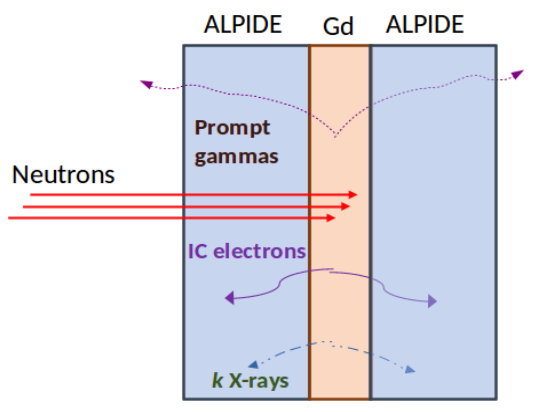 ALPIDE Gd ALPIDE
Prompt
gammas
Neutrons
IC electrons
k X-rays